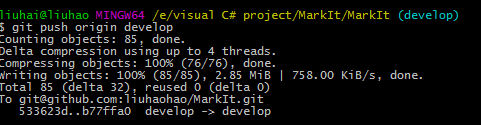 liuhai@liuhao MINGW64 /e/visual C# project/MarkIt/MarkIt (develop)
$ git push origin develop
Counting objects: 85, done.
Delta compression using up to 4 threads.
Compressing objects: 100% (76/76), done.
Writing objects: 100% (85/85), 2.85 MiB | 758.00 KiB/s, done.
Total 85 (delta 32), reused 0 (delta 0)
To git@github.com:liuhaohao/MarkIt.git
533623d..b77ffa0  develop -> develop